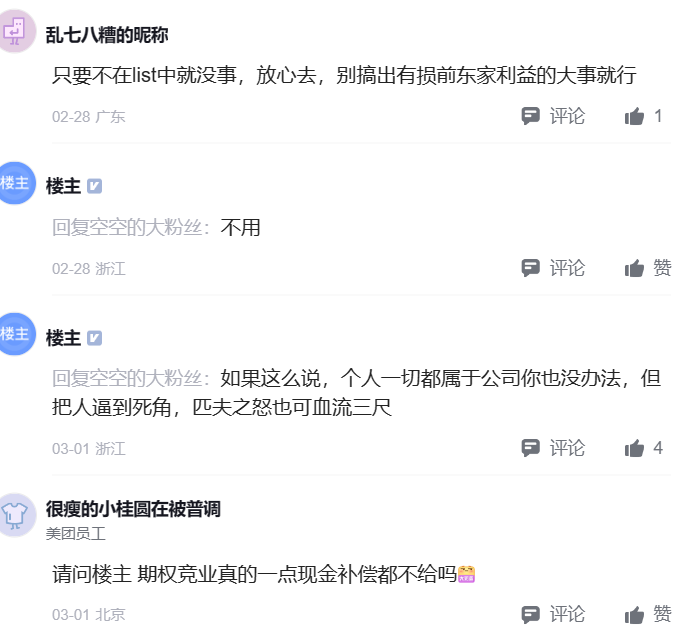 乱七八糟的昵称
只要不在list中就没事，放心去，别搞出有损前东家利益的大事就行
02-28 广东
评论
1
楼主
楼主
回复空空的大粉丝：不用
02-28 浙江
评论
赞
楼主
楼主
回复空空的大粉丝：如果这么说，个人一切都属于公司你也没办法，但
把人逼到死角，匹夫之怒也可血流三尺
03-01 浙江
评论
4
很瘦的小桂圆在被普调
美团员工
请问楼主 期权竞业真的一点现金补偿都不给吗
03-01 北京
评论
赞